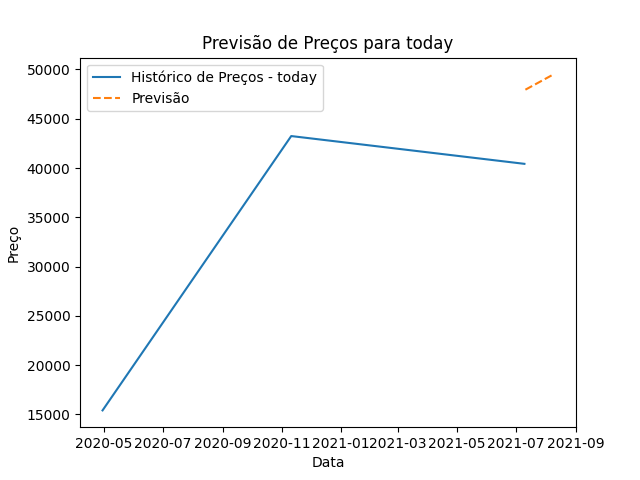 Previsão de Preços para today
Histórico de Preços - today
Previsão
50000
45000
40000
35000
30000
25000
20000
15000
Preço
2020-05 2020-07 2020-09 2020-11 2021-01 2021-03 2021-05 2021-07 2021-09
Data